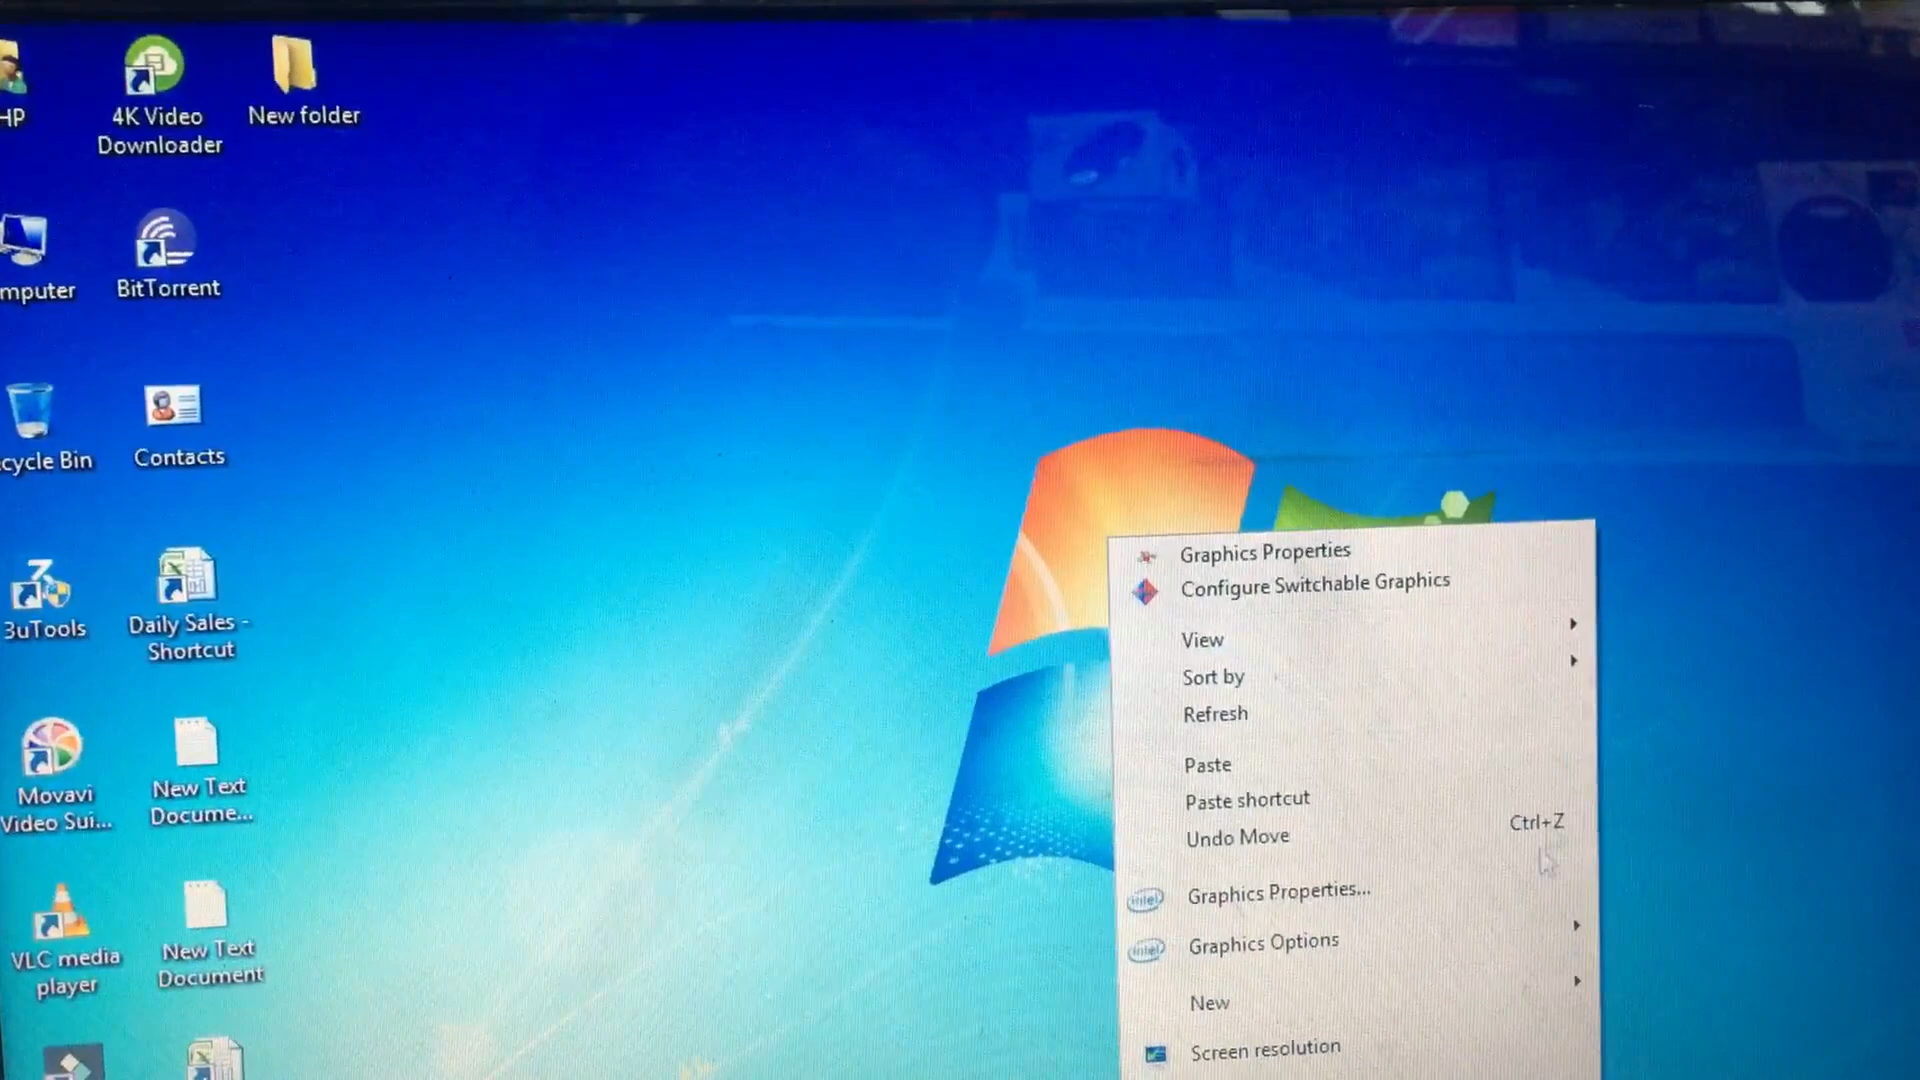 HP
4K Video
Downloader
New folder
mputer
BitTorrent
cycle Bin
Contacts
3uTools
Daily Sales -
Shortcut
Movavi
Video Sui...
New Text
Docume...
VLC media
player
New Text
Document
Graphics Properties
Configure Switchable Graphics
View
Sort by
Refresh
Paste
Paste shortcut
Undo Move Ctrl+Z
intel Graphics Properties...
intel Graphics Options
New
Screen resolution